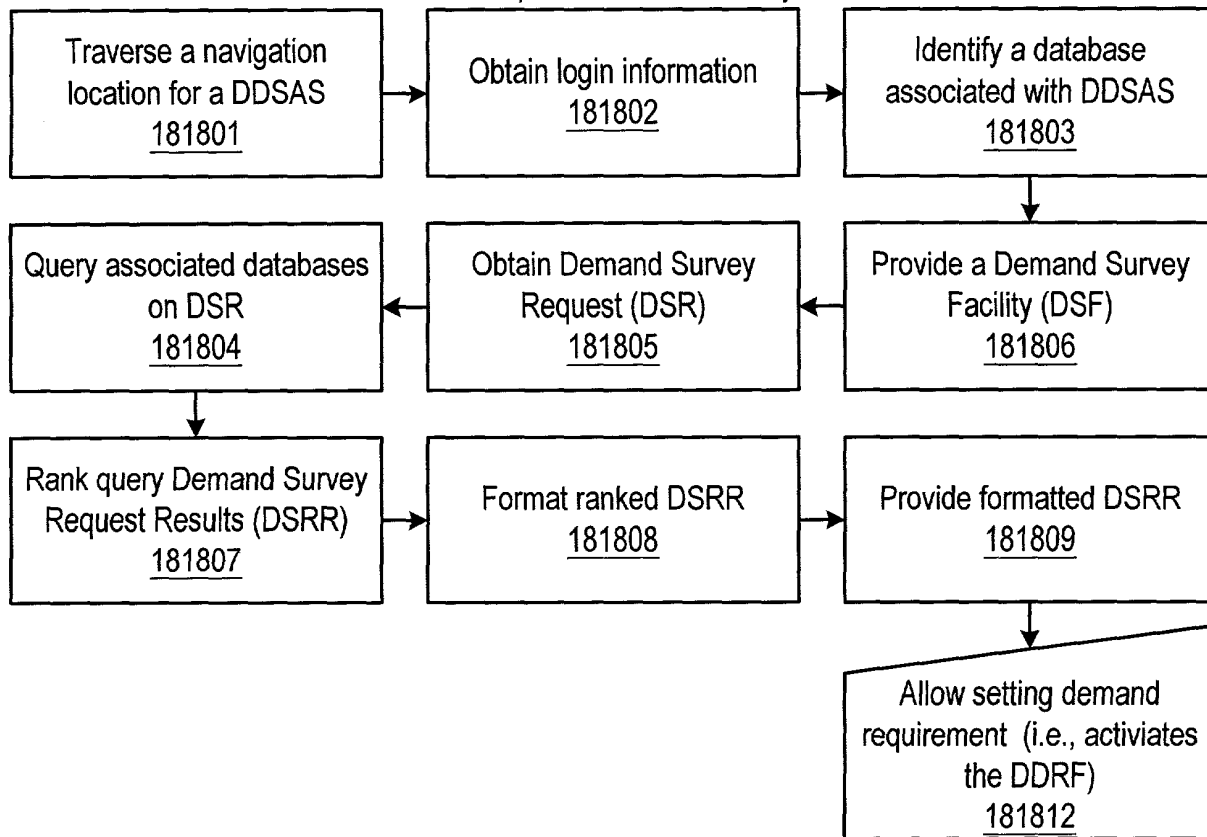 Traverse a navigation
location for a DDSAS
181801
Obtain login information
181802
Identify a database
associated with DDSAS
181803
Query associated databases
on DSR
181804
Obtain Demand Survey
Request (DSR)
181805
Provide a Demand Survey
Facility (DSF)
181806
Rank query Demand Survey
Request Results (DSRR)
181807
Format ranked DSRR
181808
Provide formatted DSRR
181809
Allow setting demand
requirement (i.e., activiates
the DDRF)
181812